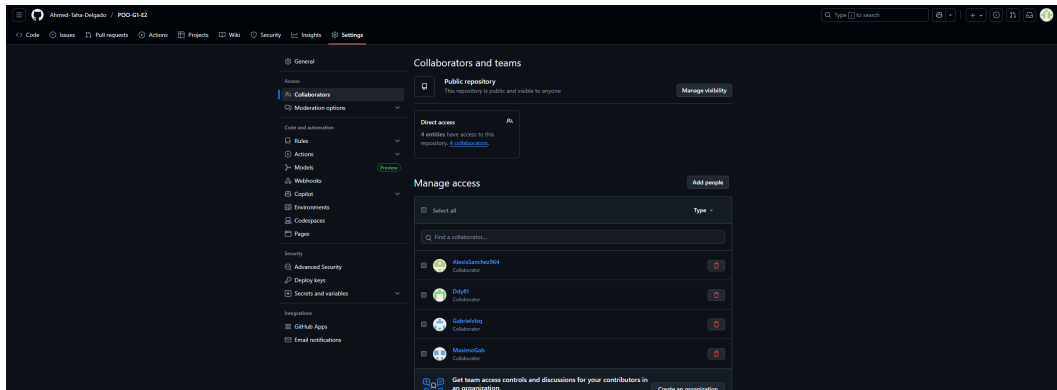 Ahmed-Taha-Delgado / POO-G1-E2
Type / to search
Code Issues Pull requests Actions Projects Wiki Security Insights Settings
General
Access
Collaborators
Moderation options
Code and automation
Rules
Actions
Models Preview
Webhooks
Copilot
Environments
Codespaces
Pages
Security
Advanced Security
Deploy keys
Secrets and variables
Integrations
GitHub Apps
Email notifications
Collaborators and teams
Public repository
This repository is public and visible to anyone
Manage visibility
Direct access
4 entities have access to this
repository. 4 collaborators.
Manage access
Add people
Select all
Type
Find a collaborator...
AlexisSanchez964
Collaborator
Collaborator
Collaborator
MaximoGab
Collaborator
Get team access controls and discussions for your contributors in
an organization.
Create an organization